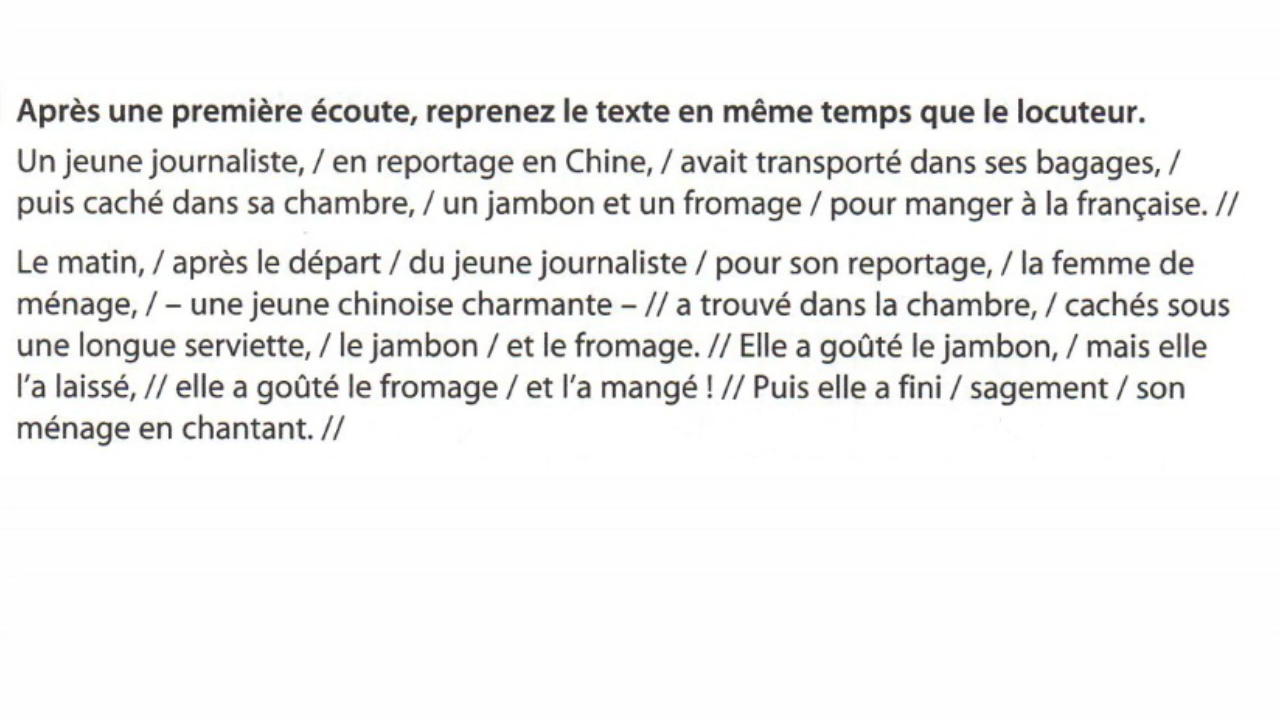 Après une première écoute, reprenez le texte en même temps que le locuteur.
Un jeune journaliste, / en reportage en Chine, / avait transporté dans ses bagages, /
puis caché dans sa chambre, / un jambon et un fromage / pour manger à la française. //
Le matin, / après le départ / du jeune journaliste / pour son reportage, / la femme de
ménage, / – une jeune chinoise charmante – // a trouvé dans la chambre, / cachés sous
une longue serviette, / le jambon / et le fromage. // Elle a goûté le jambon, / mais elle
l'a laissé, // elle a goûté le fromage / et l'a mangé ! // Puis elle a fini / sagement / son
ménage en chantant. //